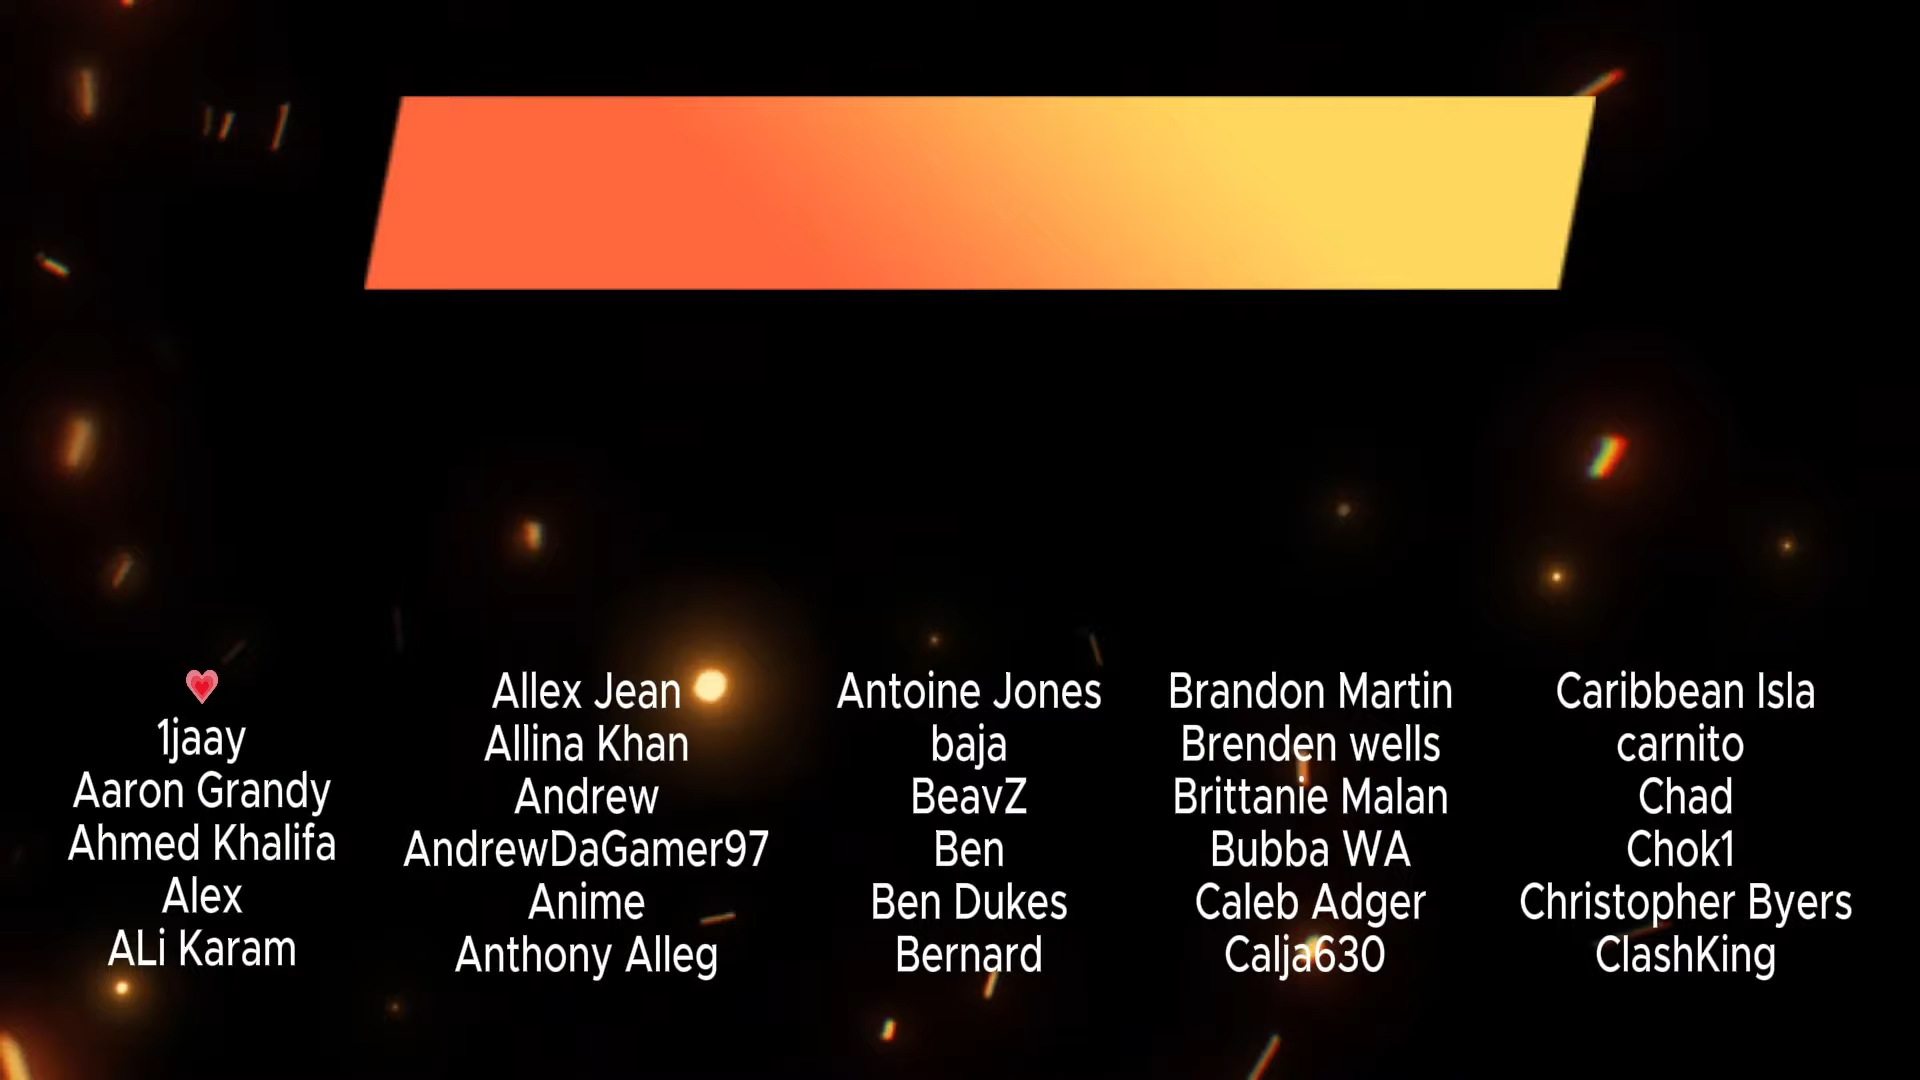 ❤
1jaay
Aaron Grandy
Ahmed Khalifa
Alex
ALi Karam
Allex Jean
Allina Khan
Andrew
AndrewDaGamer97
Anime
Anthony Alleg
Antoine Jones
baja
BeavZ
Ben
Ben Dukes
Bernard
Brandon Martin
Brenden wells
Brittanie Malan
Bubba WA
Caleb Adger
Calja630
Caribbean Isla
carnito
Chad
Chok1
Christopher Byers
ClashKing